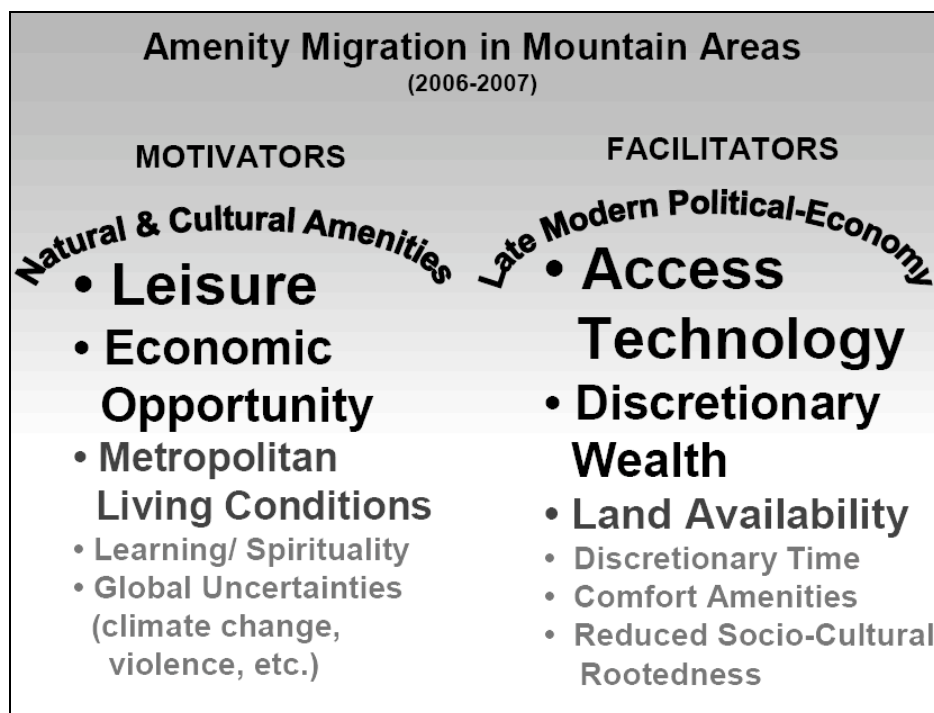 Amenity Migration in Mountain Areas
(2006-2007)
MOTIVATORS
Natural & Cultural Amenities
• Leisure
• Economic
Opportunity
• Metropolitan
Living Conditions
• Learning/ Spirituality
• Global Uncertainties
(climate change,
violence, etc.)
FACILITATORS
Late Modern Political-Economy
• Access
Technology
• Discretionary
Wealth
• Land Availability
• Discretionary Time
• Comfort Amenities
• Reduced Socio-Cultural
Rootedness